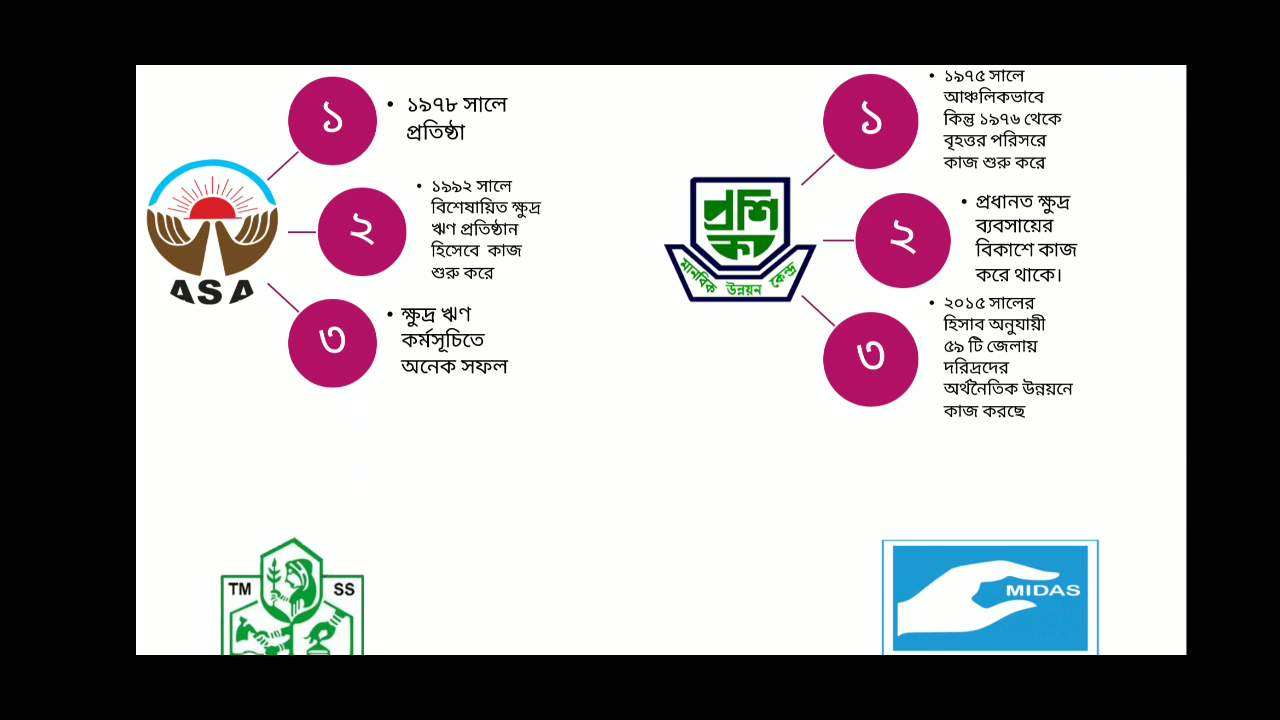 ১
• ১৯৭৮ সালে
প্রতিষ্ঠা
২
• ১৯৯২ সালে
বিশেষায়িত ক্ষুদ্র
ঋণ প্রতিষ্ঠান
হিসেবে কাজ
শুরু করে
৩
• ক্ষুদ্র ঋণ
কর্মসূচিতে
অনেক সফল
ASA
১
• ১৯৭৫ সালে
আঞ্চলিকভাবে
কিন্তু ১৯৭৬ থেকে
বৃহত্তর পরিসরে
কাজ শুরু করে
২
• প্রধানত ক্ষুদ্র
ব্যবসায়ের
বিকাশে কাজ
করে থাকে।
৩
• ২০১৫ সালের
হিসাব অনুযায়ী
৫৯ টি জেলায়
দরিদ্রদের
অর্থনৈতিক উন্নয়নে
কাজ করছে
প্রশি
কা
মানবিক উন্নয়ন কেন্দ্র
TM SS
MIDAS